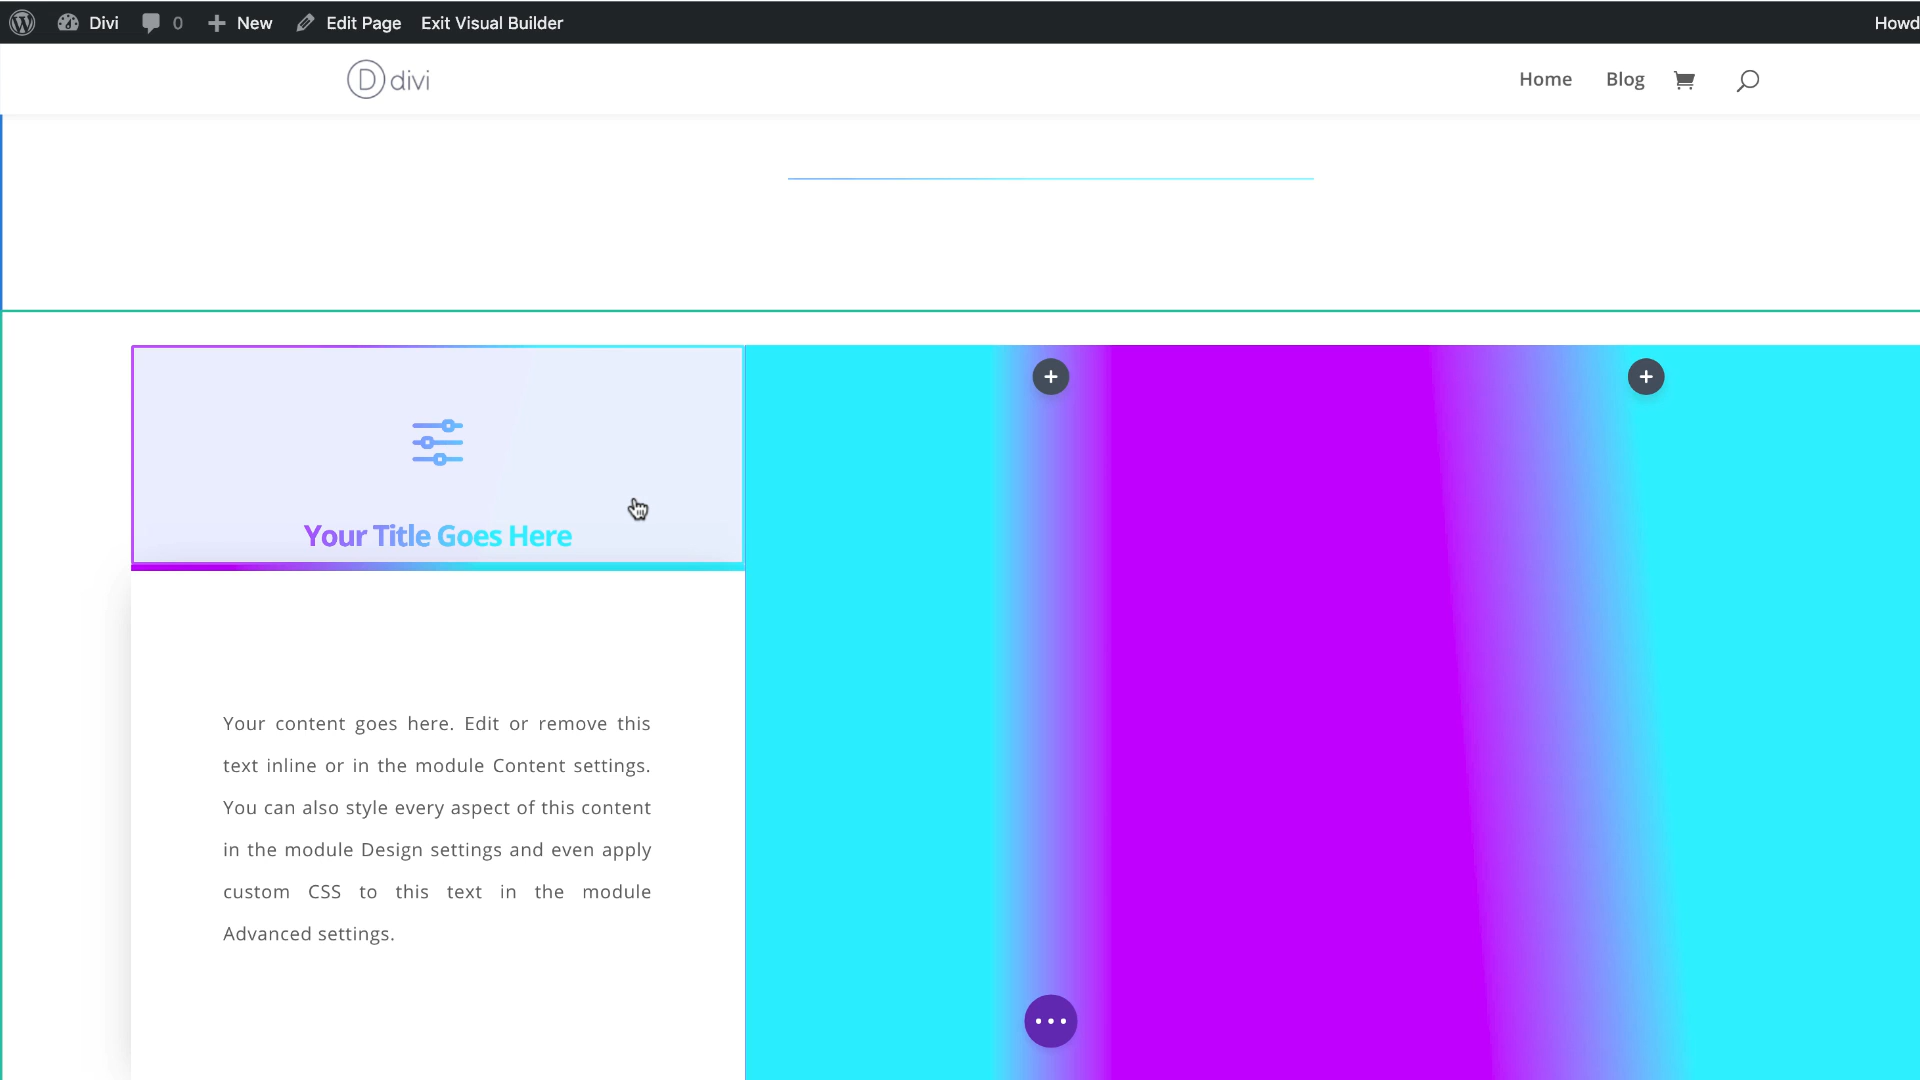 Divi 0 New Edit Page Exit Visual Builder Howd
divi Home Blog
Your Title Goes Here
Your content goes here. Edit or remove this
text inline or in the module Content settings.
You can also style every aspect of this content
in the module Design settings and even apply
custom CSS to this text in the module
Advanced settings.